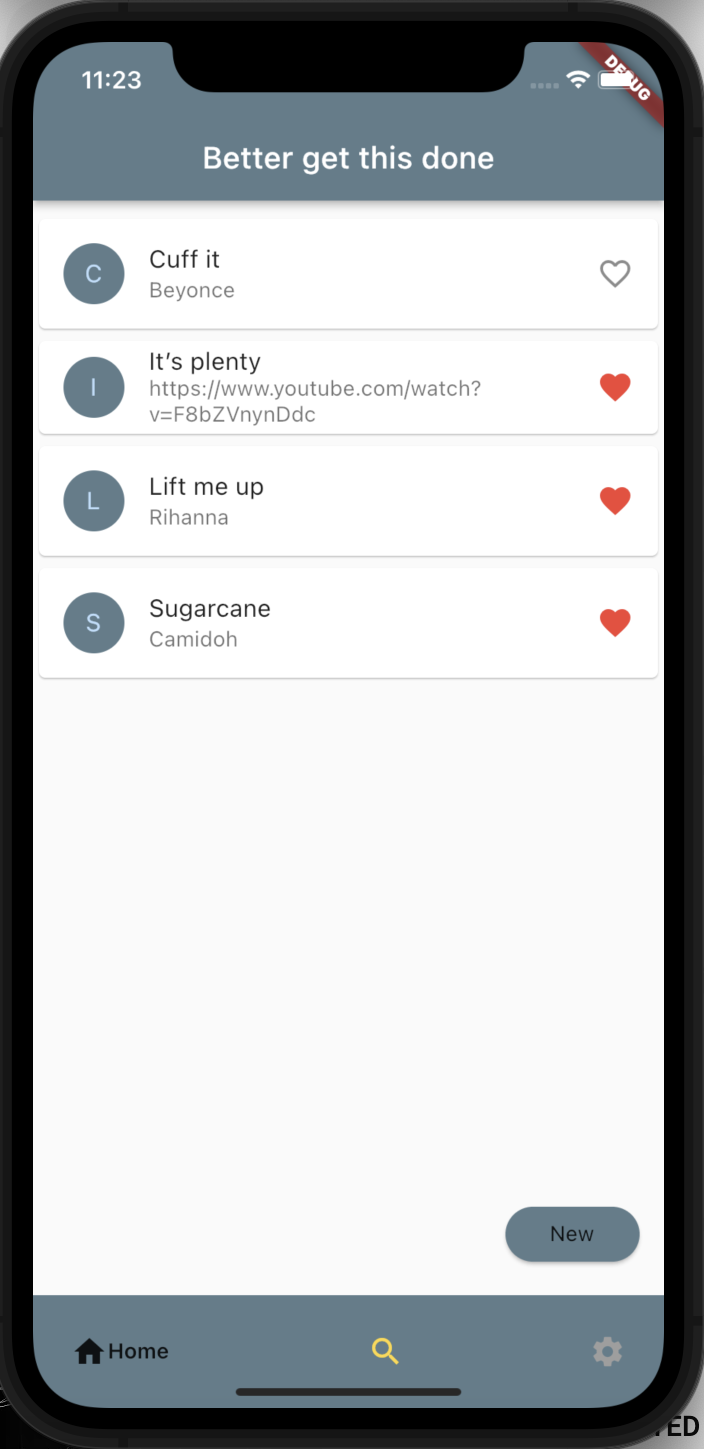 11:23
DEBUG
Better get this done
C
Cuff it
Beyonce
I
It’s plenty
https://www.youtube.com/watch?
v=F8bZVnynDdc
L
Lift me up
Rihanna
S
Sugarcane
Camidoh
New
Home